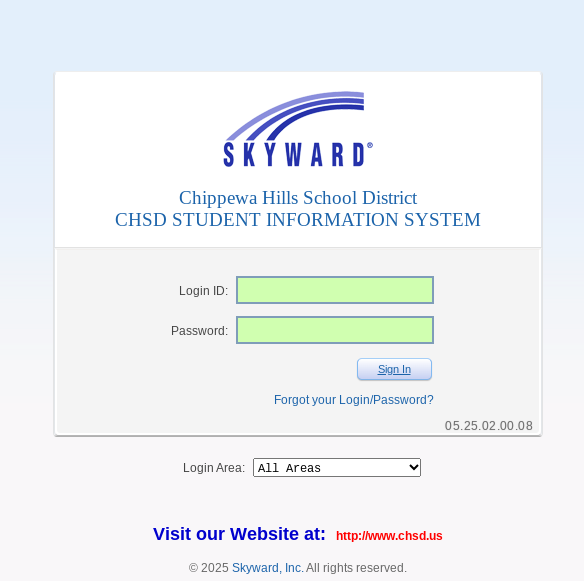 SKYWARD®
Chippewa Hills School District
CHSD STUDENT INFORMATION SYSTEM
Login ID:
Password:
Sign In
Forgot your Login/Password?
05.25.02.00.08
Login Area: All Areas
Visit our Website at: http://www.chsd.us
© 2025 Skyward, Inc. All rights reserved.